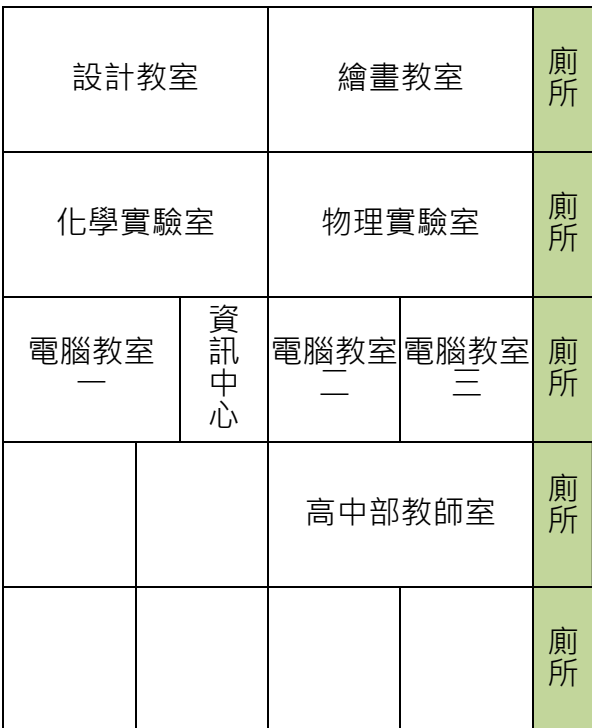 設計教室
繪畫教室
廁所
化學實驗室
物理實驗室
廁所
電腦教室
一
資訊中心
電腦教室
二
電腦教室
三
廁所
高中部教師室
廁所
廁所